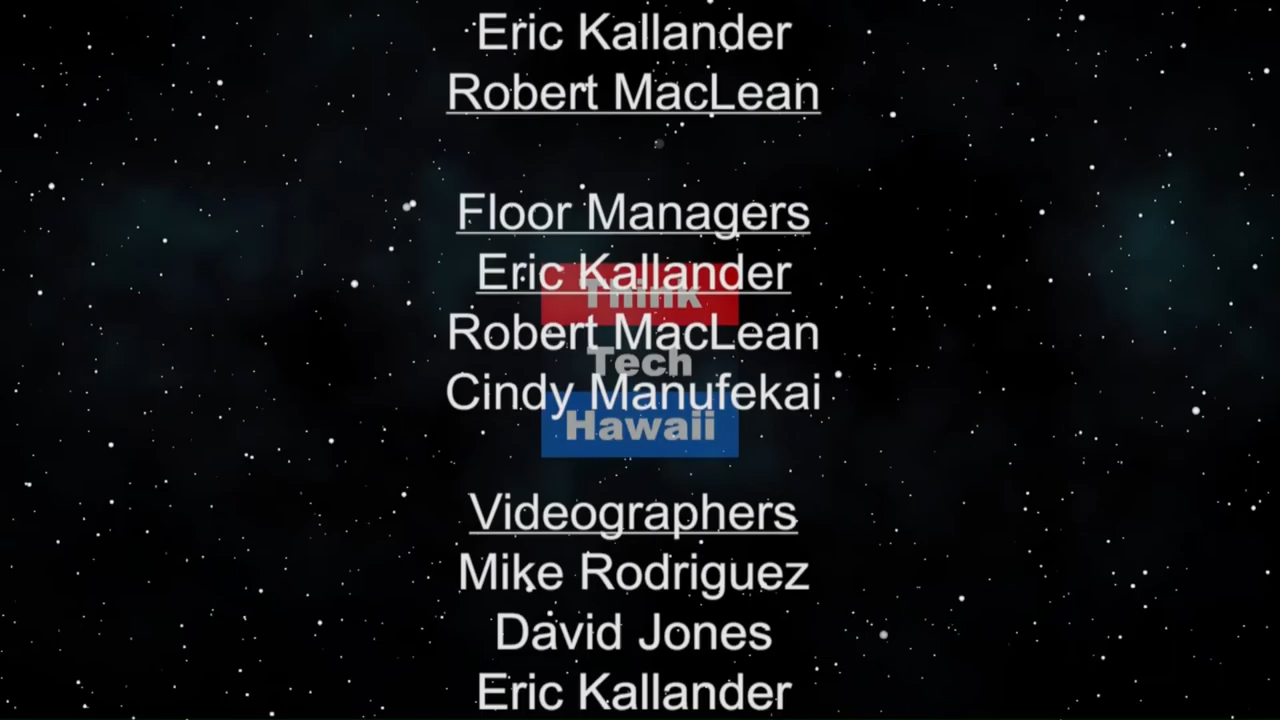 Eric Kallander
Robert MacLean
Floor Managers
Eric Kallander
Think
Robert MacLean
Tech
Cindy Manufekai
Hawaii
Videographers
Mike Rodriguez
David Jones
Eric Kallander